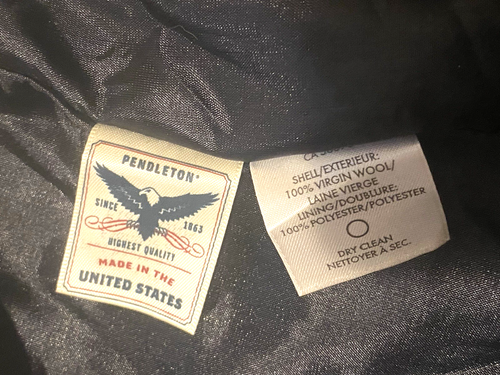 PENDLETON®
SINCE 1863
HIGHEST QUALITY
MADE IN THE
UNITED STATES
SHELL/EXTERIEUR:
100% VIRGIN WOOL/
LAINE VIERGE
LINING/DOUBLURE:
100% POLYESTER/POLYESTER
DRY CLEAN
NETTOYER À SEC.